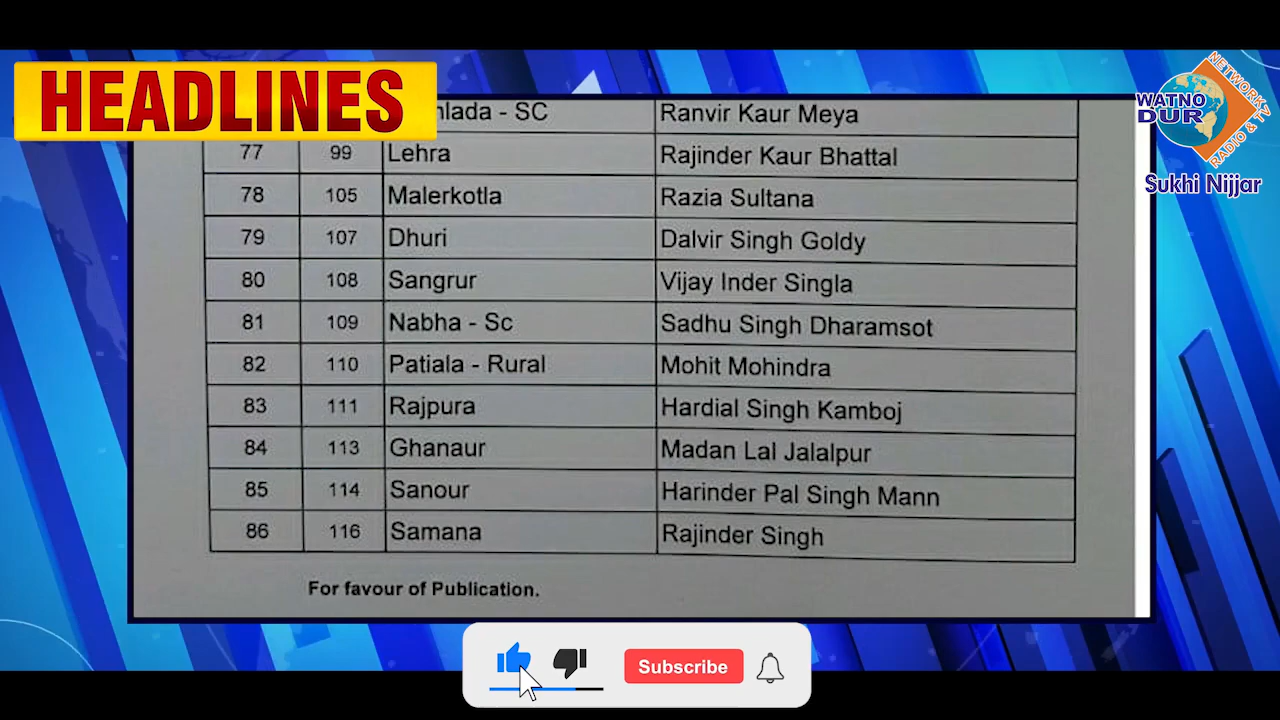 HEADLINES
NETWORK
WATNO
DUR
RADIO & TV
Sukhi Nijjar
- SC Ranvir Kaur Meya
77 99 Lehra Rajinder Kaur Bhattal
78 105 Malerkotla Razia Sultana
79 107 Dhuri Dalvir Singh Goldy
80 108 Sangrur Vijay Inder Singla
81 109 Nabha - Sc Sadhu Singh Dharamsot
82 110 Patiala - Rural Mohit Mohindra
83 111 Rajpura Hardial Singh Kamboj
84 113 Ghanaur Madan Lal Jalalpur
85 114 Sanour Harinder Pal Singh Mann
86 116 Samana Rajinder Singh
For favour of Publication.
Subscribe